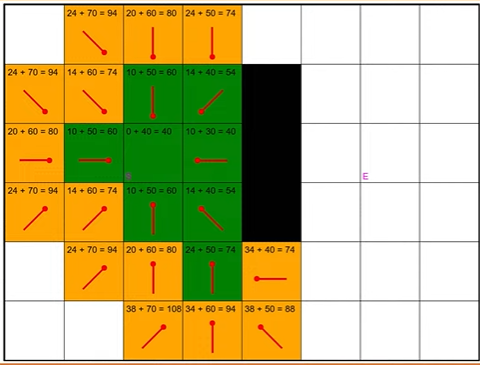 24 + 70 = 94 20 + 60 = 80 24 + 50 = 74
24 + 70 = 94 14 + 60 = 74 10 + 50 = 60 14 + 40 = 54
20 + 60 = 80 10 + 50 = 60 0 + 40 = 40 10 + 30 = 40
S E
24 + 70 = 94 14 + 60 = 74 10 + 50 = 60 14 + 40 = 54
24 + 70 = 94 20 + 60 = 80 24 + 50 = 74 34 + 40 = 74
38 + 70 = 108 34 + 60 = 94 38 + 50 = 88